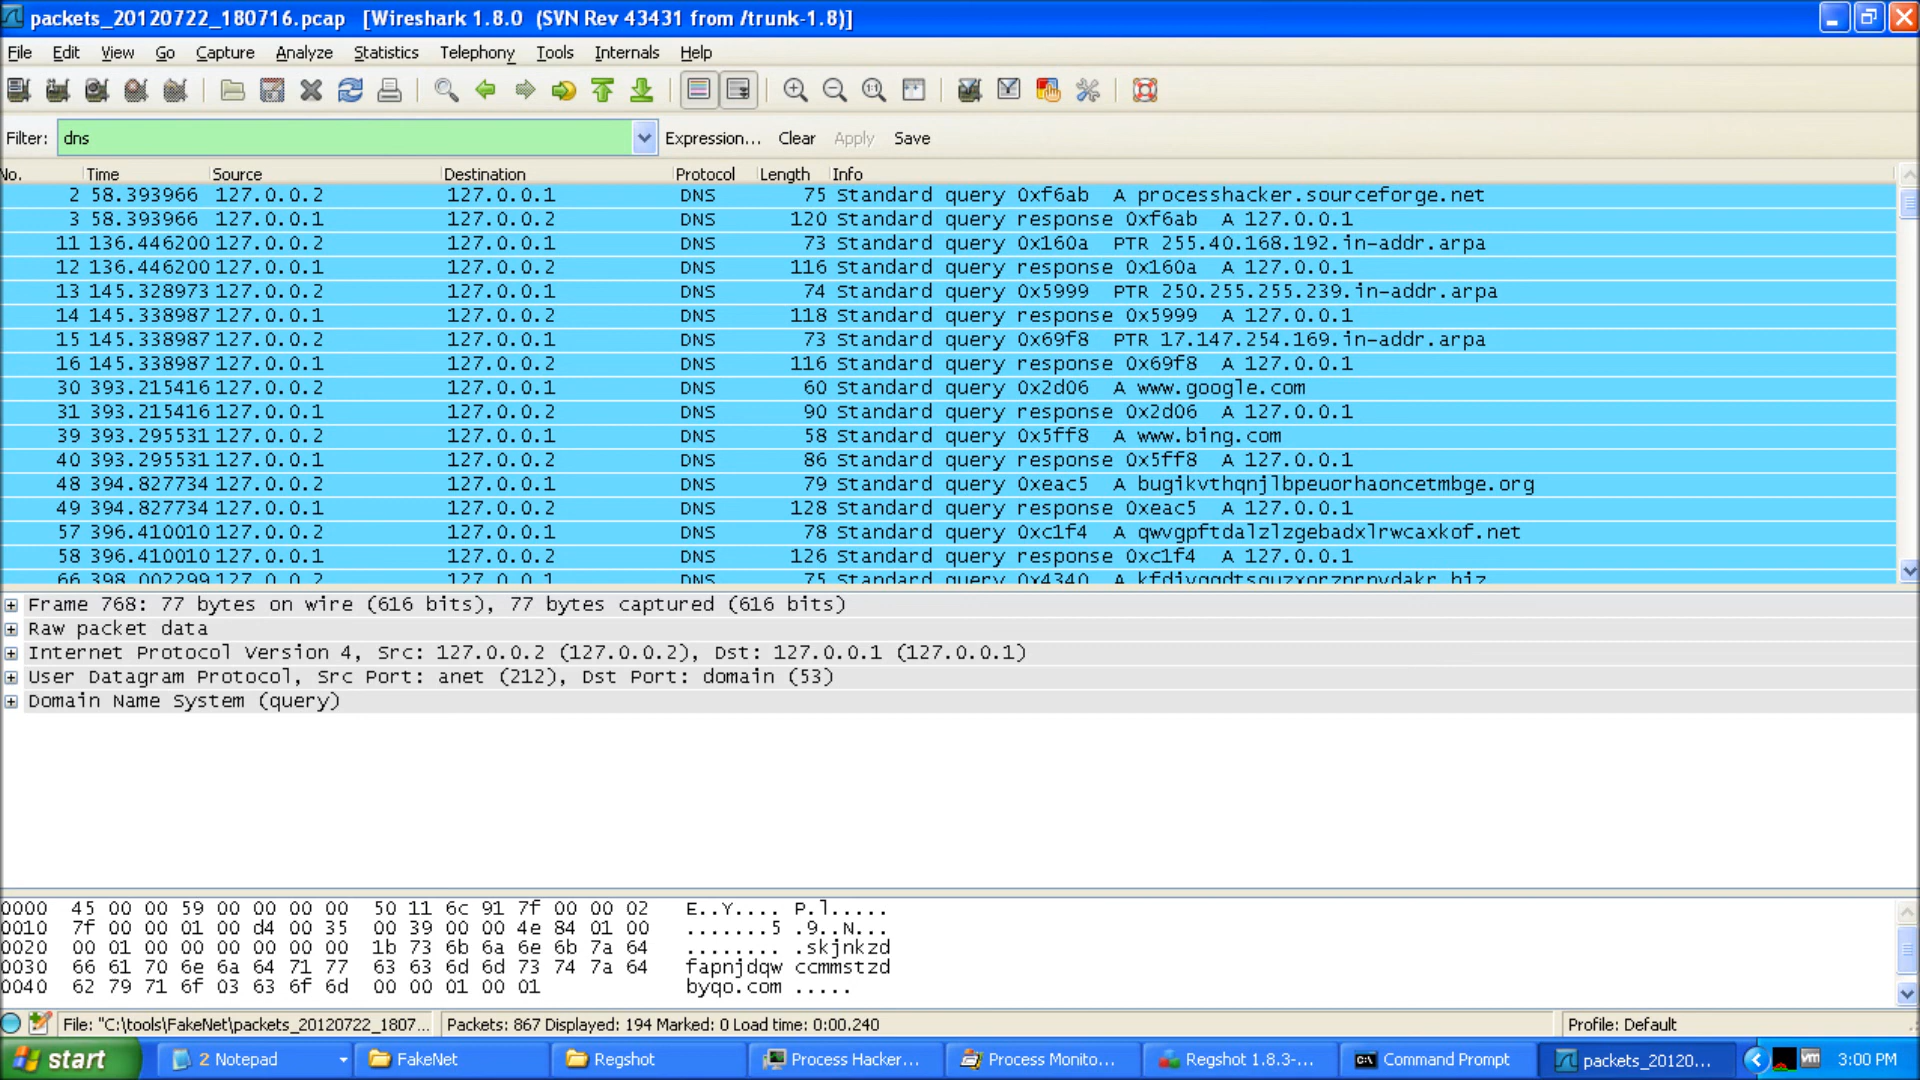 packets_20120722_180716.pcap [Wireshark 1.8.0 (SVN Rev 43431 from /trunk-1.8)]
File Edit View Go Capture Analyze Statistics Telephony Tools Internals Help
Filter: dns Expression... Clear Apply Save
No. Time Source Destination Protocol Length Info
2 58.393966 127.0.0.2 127.0.0.1 DNS 75 Standard query 0xf6ab A processhacker.sourceforge.net
3 58.393966 127.0.0.1 127.0.0.2 DNS 120 Standard query response 0xf6ab A 127.0.0.1
11 136.446200 127.0.0.2 127.0.0.1 DNS 73 Standard query 0x160a PTR 255.40.168.192.in-addr.arpa
12 136.446200 127.0.0.1 127.0.0.2 DNS 116 Standard query response 0x160a A 127.0.0.1
13 145.328973 127.0.0.2 127.0.0.1 DNS 74 Standard query 0x5999 PTR 250.255.255.239.in-addr.arpa
14 145.338987 127.0.0.1 127.0.0.2 DNS 118 Standard query response 0x5999 A 127.0.0.1
15 145.338987 127.0.0.2 127.0.0.1 DNS 73 Standard query 0x69f8 PTR 17.147.254.169.in-addr.arpa
16 145.338987 127.0.0.1 127.0.0.2 DNS 116 Standard query response 0x69f8 A 127.0.0.1
30 393.215416 127.0.0.2 127.0.0.1 DNS 60 Standard query 0x2d06 A www.google.com
31 393.215416 127.0.0.1 127.0.0.2 DNS 90 Standard query response 0x2d06 A 127.0.0.1
39 393.295531 127.0.0.2 127.0.0.1 DNS 58 Standard query 0x5ff8 A www.bing.com
40 393.295531 127.0.0.1 127.0.0.2 DNS 86 Standard query response 0x5ff8 A 127.0.0.1
48 394.827734 127.0.0.2 127.0.0.1 DNS 79 Standard query 0xeac5 A bugikvthqnjlbpeuorhaoncetmbge.org
49 394.827734 127.0.0.1 127.0.0.2 DNS 128 Standard query response 0xeac5 A 127.0.0.1
57 396.410010 127.0.0.2 127.0.0.1 DNS 78 Standard query 0xc1f4 A qwvgpftdalzlzgebadxlrwcaxkof.net
58 396.410010 127.0.0.1 127.0.0.2 DNS 126 Standard query response 0xc1f4 A 127.0.0.1
66 398.002299 127.0.0.2 127.0.0.1 DNS 75 Standard query 0x4340
Frame 768: 77 bytes on wire (616 bits), 77 bytes captured (616 bits)
Raw packet data
Internet Protocol Version 4, Src: 127.0.0.2 (127.0.0.2), Dst: 127.0.0.1 (127.0.0.1)
User Datagram Protocol, Src Port: anet (212), Dst Port: domain (53)
Domain Name System (query)
0000 45 00 00 59 00 00 00 00 50 11 6c 91 7f 00 00 02 E..Y.... P.l.....
0010 7f 00 00 01 00 d4 00 35 00 39 00 00 4e 84 01 00 .......5 .9..N...
0020 00 01 00 00 00 00 00 00 1b 73 6b 6a 6e 6b 7a 64 ........ .skjnkzd
0030 66 61 70 6e 6a 64 71 77 63 63 6d 6d 73 74 7a 64 fapnjdqw ccmmstzd
0040 62 79 71 6f 03 63 6f 6d 00 00 01 00 01 byqo.com .....
File: "C:\tools\FakeNet\packets_20120722_1807... Packets: 867 Displayed: 194 Marked: 0 Load time: 0:00.240 Profile: Default
start 2 Notepad FakeNet Regshot Process Hacker... Process Monito... Regshot 1.8.3-... Command Prompt packets_20120... 3:00 PM